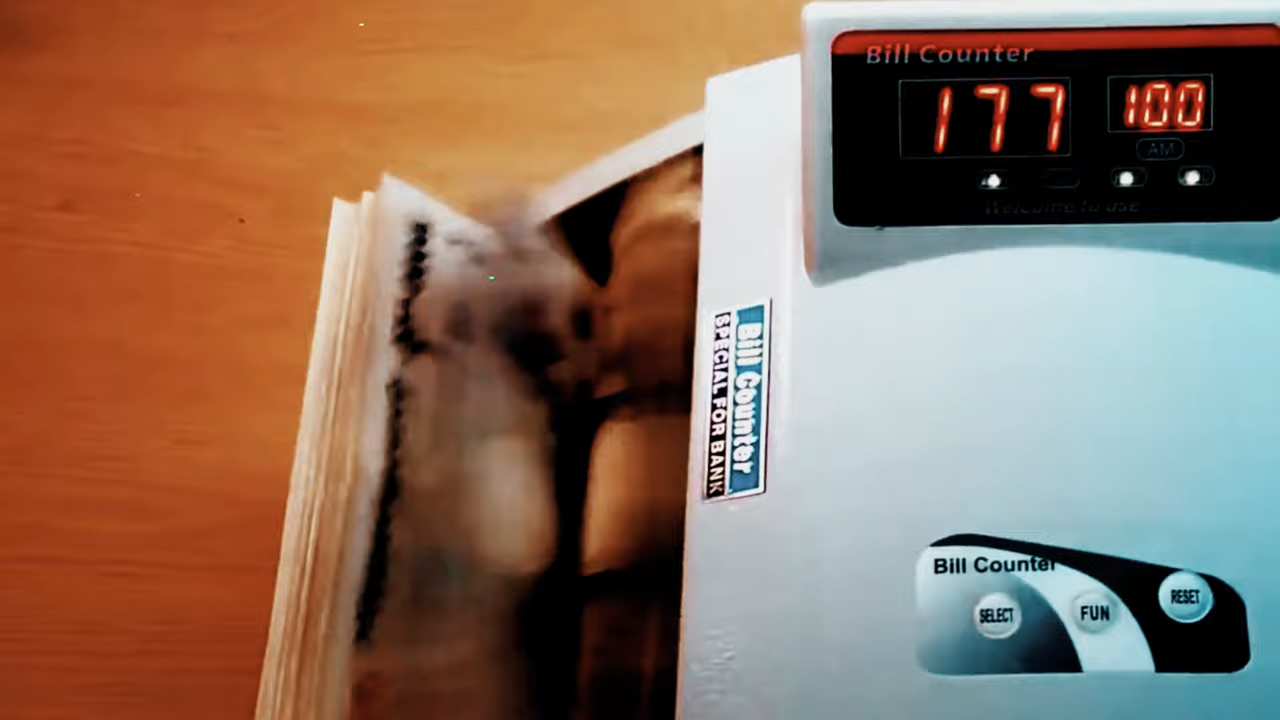 Bill Counter
177 100
AM
Welcome to use
Bill Counter
SPECIAL FOR BANK
Bill Counter
SELECT FUN RESET